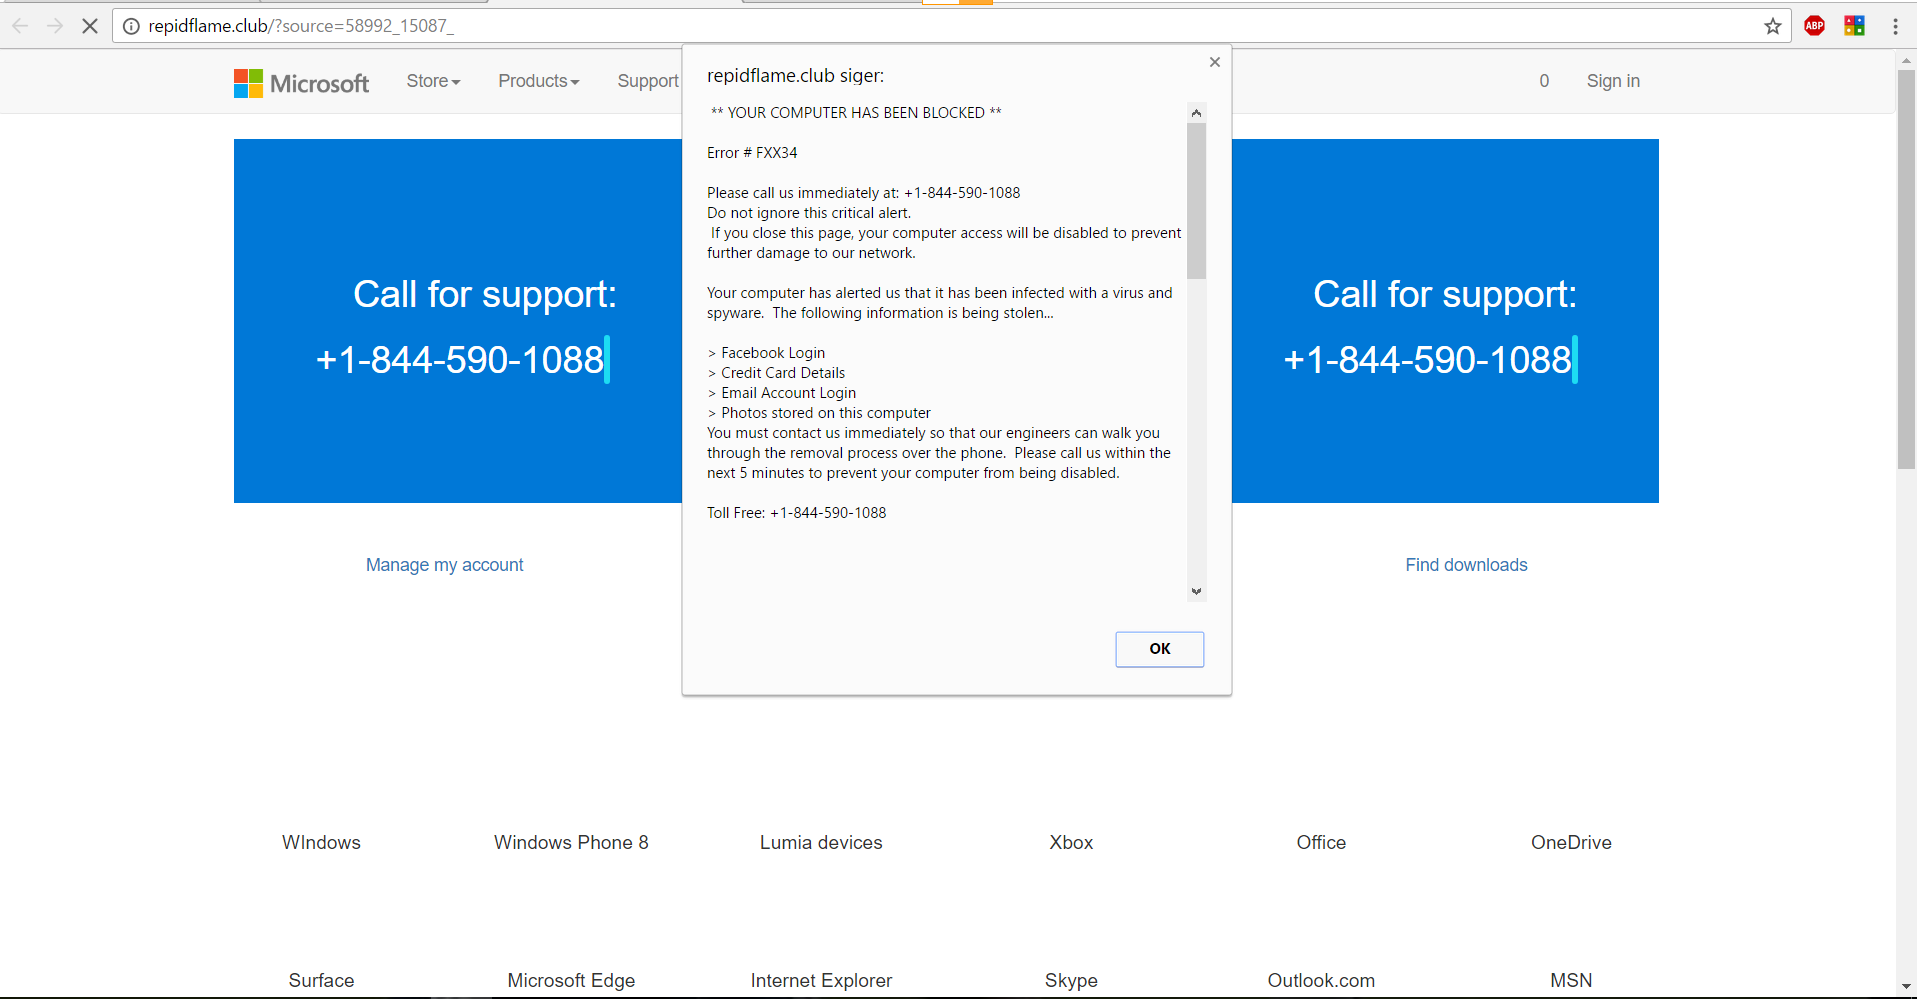 repidflame.club/?source=58992_15087_
ABP
Microsoft
Store
Products
Support
0
Sign in
repidflame.club siger:
** YOUR COMPUTER HAS BEEN BLOCKED **
Error # FXX34
Please call us immediately at: +1-844-590-1088
Do not ignore this critical alert.
If you close this page, your computer access will be disabled to prevent
further damage to our network.
Your computer has alerted us that it has been infected with a virus and
spyware.  The following information is being stolen...
> Facebook Login
> Credit Card Details
> Email Account Login
> Photos stored on this computer
You must contact us immediately so that our engineers can walk you
through the removal process over the phone.  Please call us within the
next 5 minutes to prevent your computer from being disabled.
Toll Free: +1-844-590-1088
OK
Call for support:
+1-844-590-1088
Call for support:
+1-844-590-1088
Manage my account
Find downloads
WIndows
Windows Phone 8
Lumia devices
Xbox
Office
OneDrive
Surface
Microsoft Edge
Internet Explorer
Skype
Outlook.com
MSN